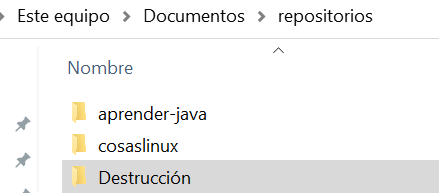 Este equipo > Documentos > repositorios
Nombre
aprender-java
cosaslinux
Destrucción